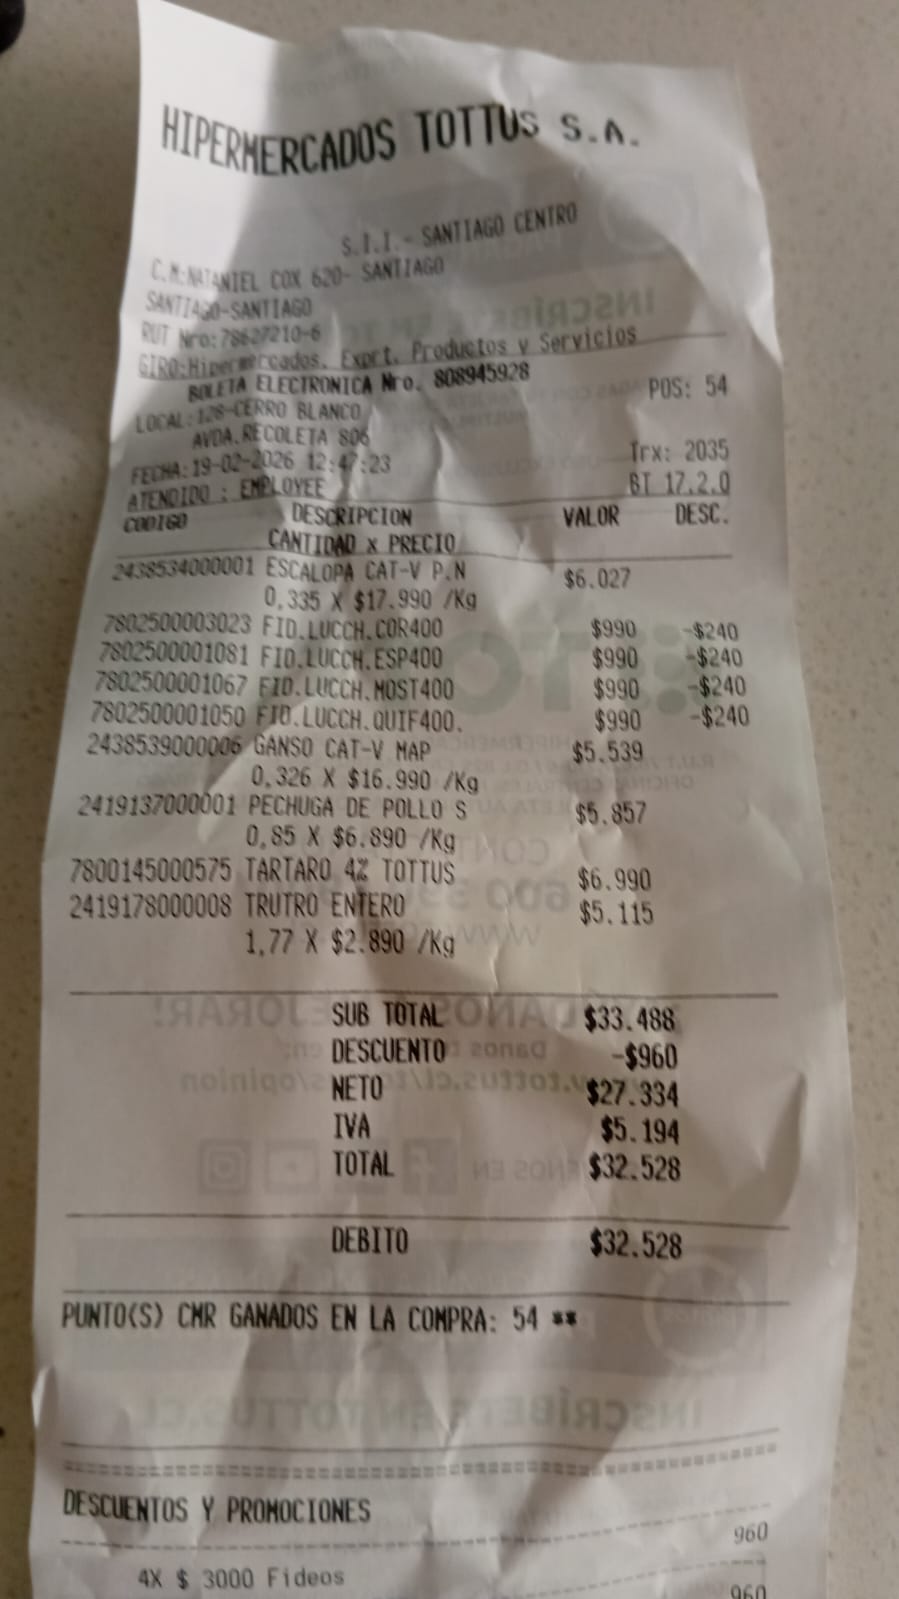 HIPERMERCADOS TOTTUS S.A.
S.I.I.- SANTIAGO CENTRO
C.M:NATANIEL COX 620- SANTIAGO
SANTIAGO-SANTIAGO
RUT Nro:78627210-6
GIRO:Hipermercados. Exprt. Productos y Servicios
BOLETA ELECTRONICA Nro. 808945928
POS: 54
LOCAL:128-CERRO BLANCO
AVDA.RECOLETA 806
FECHA:19-02-2026 12:47:23 Trx: 2035
ATENDIDO : EMPLOYEE BT 17.2.0
CODIGO DESCRIPCION VALOR DESC.
CANTIDAD x PRECIO
2438534000001 ESCALOPA CAT-V P.N $6.027
0,335 X $17.990 /Kg
7802500003023 FID.LUCCH.COR400 $990 -$240
7802500001081 FID.LUCCH.ESP400 $990 -$240
7802500001067 FID.LUCCH.MOST400 $990 -$240
7802500001050 FID.LUCCH.QUIF400. $990 -$240
2438539000006 GANSO CAT-V MAP $5.539
0,326 X $16.990 /Kg
2419137000001 PECHUGA DE POLLO S $5.857
0,85 X $6.890 /Kg
7800145000575 TARTARO 4% TOTTUS $6.990
2419178000008 TRUTRO ENTERO $5.115
1,77 X $2.890 /Kg
SUB TOTAL $33.488
DESCUENTO -$960
NETO $27.334
IVA $5.194
TOTAL $32.528
DEBITO $32.528
PUNTO(S) CMR GANADOS EN LA COMPRA: 54 **
DESCUENTOS Y PROMOCIONES
960
4X $ 3000 Fideos
960